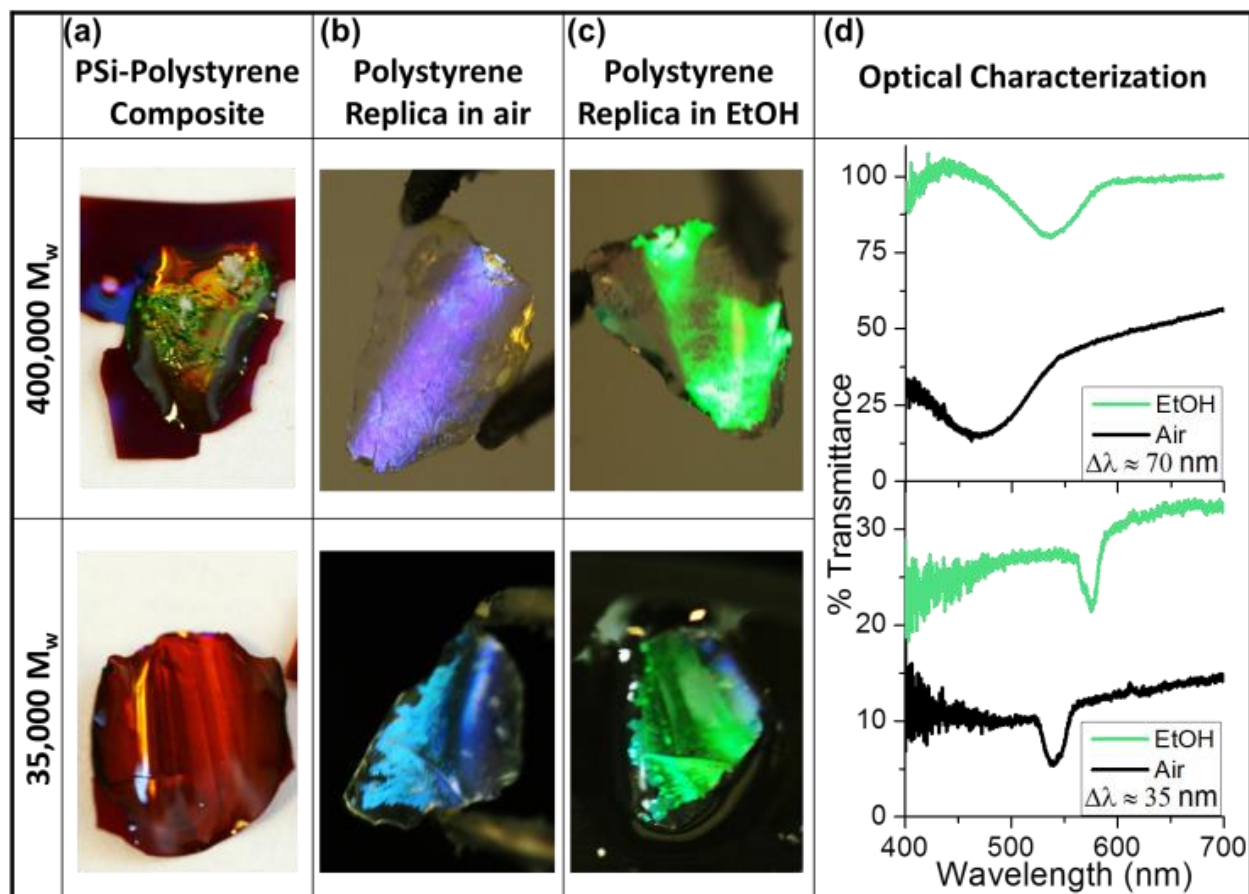 (a)
PSi-Polystyrene
Composite
(b)
Polystyrene
Replica in air
(c)
Polystyrene
Replica in EtOH
(d)
Optical Characterization
400,000 Mw
35,000 Mw
% Transmittance
100
75
50
25
0
EtOH
Air
Δλ ≈ 70 nm
30
20
10
0
EtOH
Air
Δλ ≈ 35 nm
400 500 600 700
Wavelength (nm)